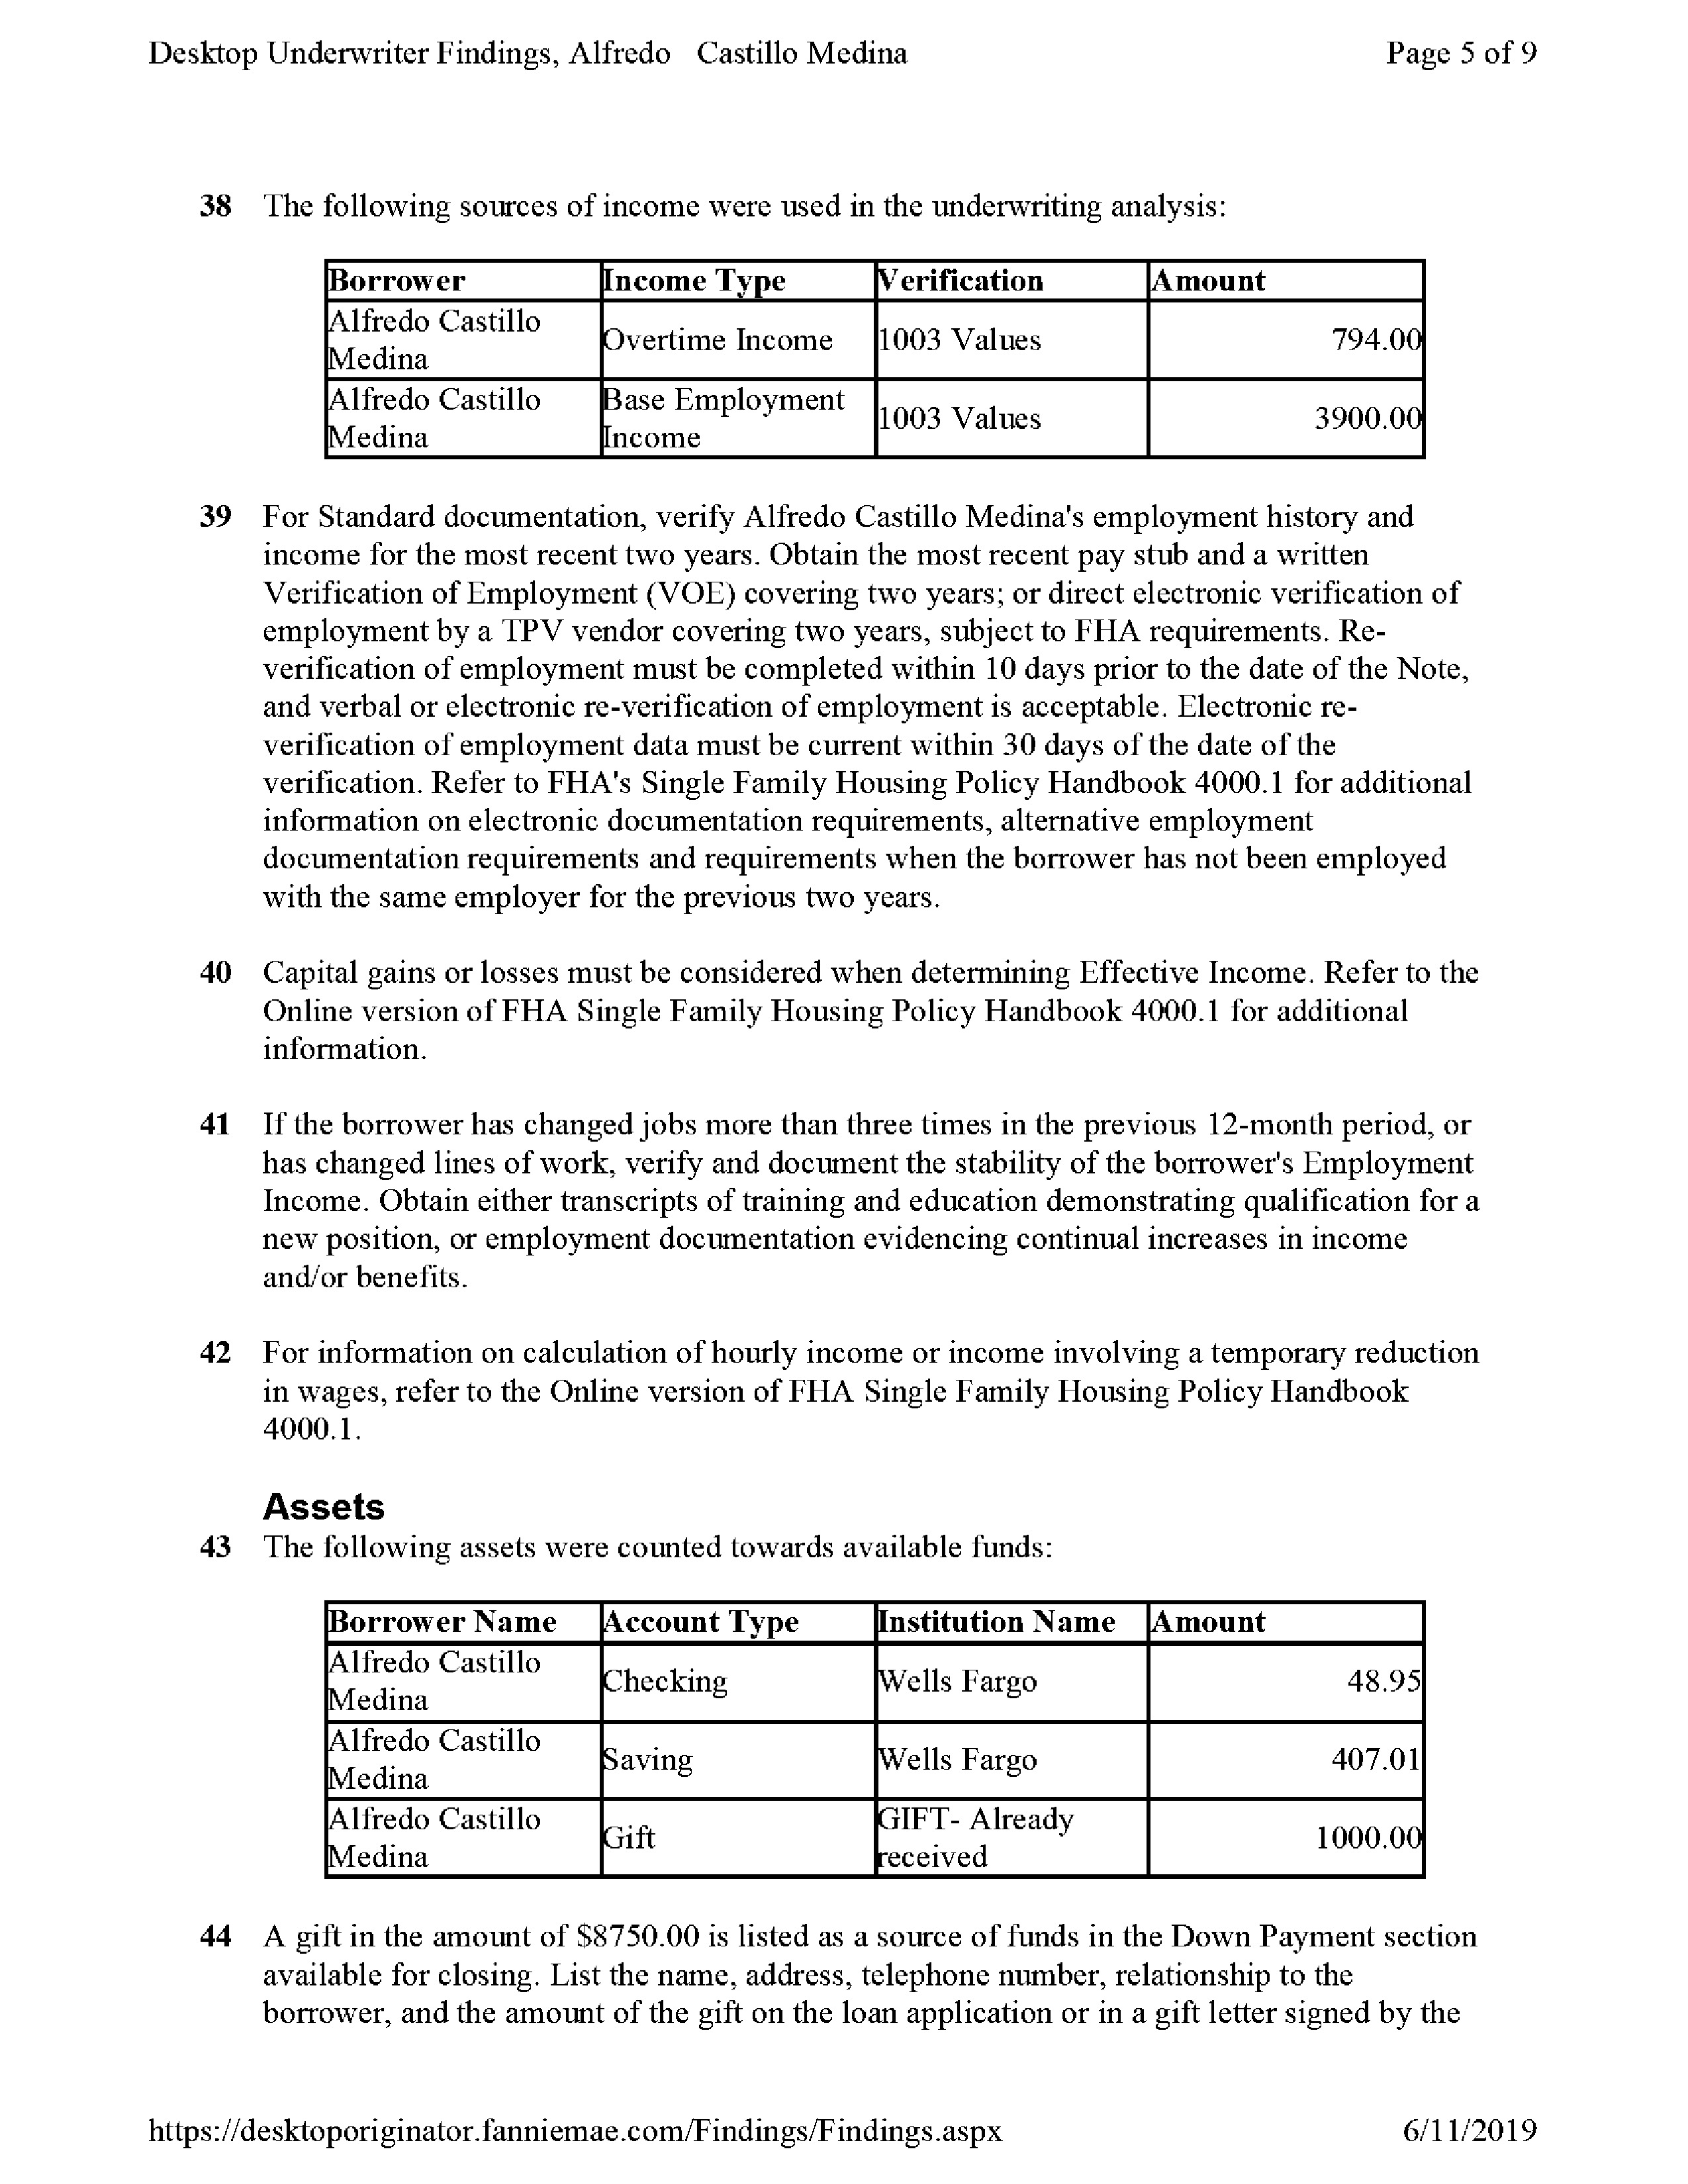 Desktop Underwriter Findings, Alfredo Castillo Medina Page 5 of 9
38 The following sources of income were used in the underwriting analysis:
Borrower Income Type Verification Amount
Alfredo Castillo Medina Overtime Income 1003 Values 794.00
Alfredo Castillo Medina Base Employment Income 1003 Values 3900.00
39 For Standard documentation, verify Alfredo Castillo Medina's employment history and
income for the most recent two years. Obtain the most recent pay stub and a written
Verification of Employment (VOE) covering two years; or direct electronic verification of
employment by a TPV vendor covering two years, subject to FHA requirements. Re-
verification of employment must be completed within 10 days prior to the date of the Note,
and verbal or electronic re-verification of employment is acceptable. Electronic re-
verification of employment data must be current within 30 days of the date of the
verification. Refer to FHA's Single Family Housing Policy Handbook 4000.1 for additional
information on electronic documentation requirements, alternative employment
documentation requirements and requirements when the borrower has not been employed
with the same employer for the previous two years.
40 Capital gains or losses must be considered when determining Effective Income. Refer to the
Online version of FHA Single Family Housing Policy Handbook 4000.1 for additional
information.
41 If the borrower has changed jobs more than three times in the previous 12-month period, or
has changed lines of work, verify and document the stability of the borrower's Employment
Income. Obtain either transcripts of training and education demonstrating qualification for a
new position, or employment documentation evidencing continual increases in income
and/or benefits.
42 For information on calculation of hourly income or income involving a temporary reduction
in wages, refer to the Online version of FHA Single Family Housing Policy Handbook
4000.1.
Assets
43 The following assets were counted towards available funds:
Borrower Name Account Type Institution Name Amount
Alfredo Castillo Medina Checking Wells Fargo 48.95
Alfredo Castillo Medina Saving Wells Fargo 407.01
Alfredo Castillo Medina Gift GIFT- Already received 1000.00
44 A gift in the amount of $8750.00 is listed as a source of funds in the Down Payment section
available for closing. List the name, address, telephone number, relationship to the
borrower, and the amount of the gift on the loan application or in a gift letter signed by the
https://desktoporiginator.fanniemae.com/Findings/Findings.aspx 6/11/2019